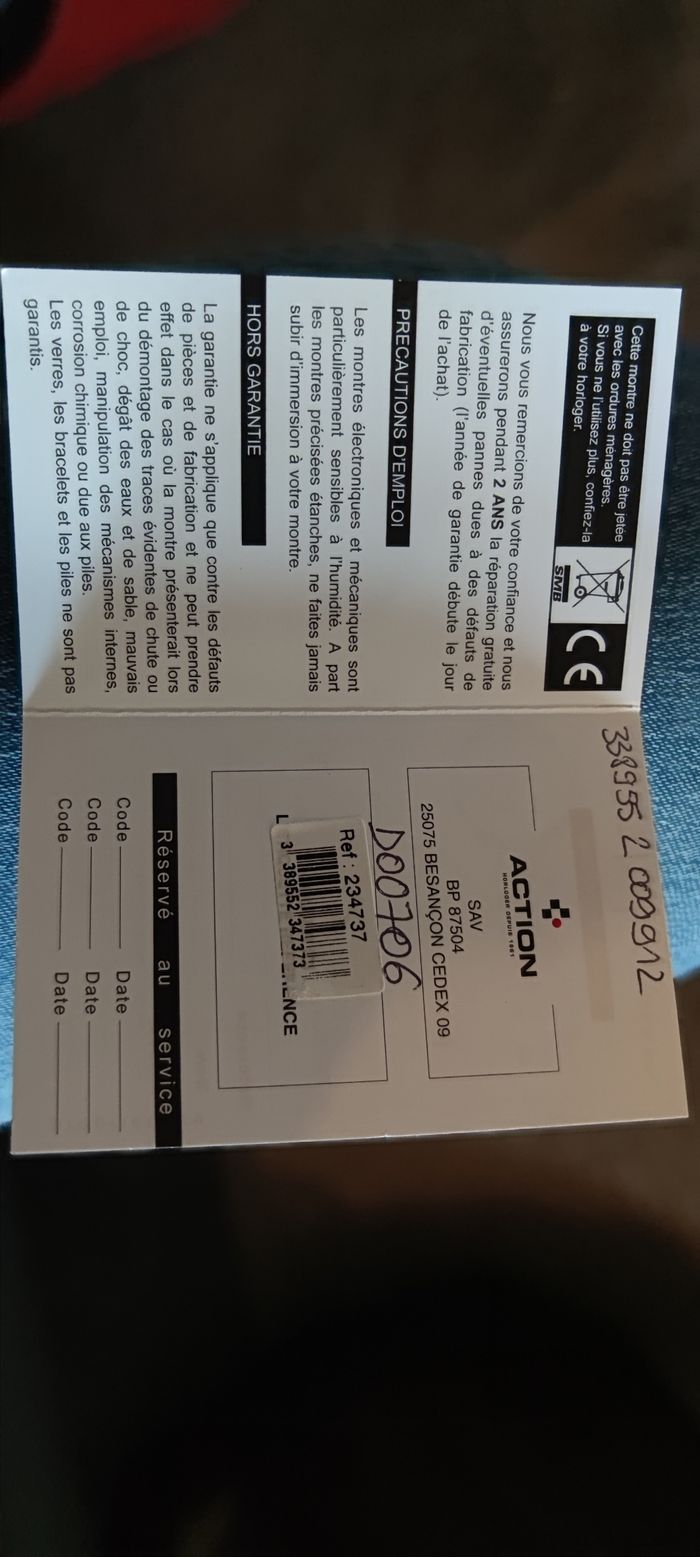 Cette montre ne doit pas être jetée
avec les ordures ménagères.
Si vous ne l'utilisez plus, confiez-la
à votre horloger.
SMB
CE
Nous vous remercions de votre confiance et nous
assurerons pendant 2 ANS la réparation gratuite
d'éventuelles pannes dues à des défauts de
fabrication (l'année de garantie débute le jour
de l'achat).
PRECAUTIONS D'EMPLOI
Les montres électroniques et mécaniques sont
particulièrement sensibles à l'humidité. A part
les montres précisées étanches, ne faites jamais
subir d'immersion à votre montre.
HORS GARANTIE
La garantie ne s'applique que contre les défauts
de pièces et de fabrication et ne peut prendre
effet dans le cas où la montre présenterait lors
du démontage des traces évidentes de chute ou
de choc, dégât des eaux et de sable, mauvais
emploi, manipulation des mécanismes internes,
corrosion chimique ou due aux piles.
Les verres, les bracelets et les piles ne sont pas
garantis.
338955 2 009912
ACTION
HORLOGER DEPUIS 1961
SAV
BP 87504
25075 BESANÇON CEDEX 09
D00706
Ref : 234737
3 389552 347373
Réservé au service
Code Date
Code Date
Code Date